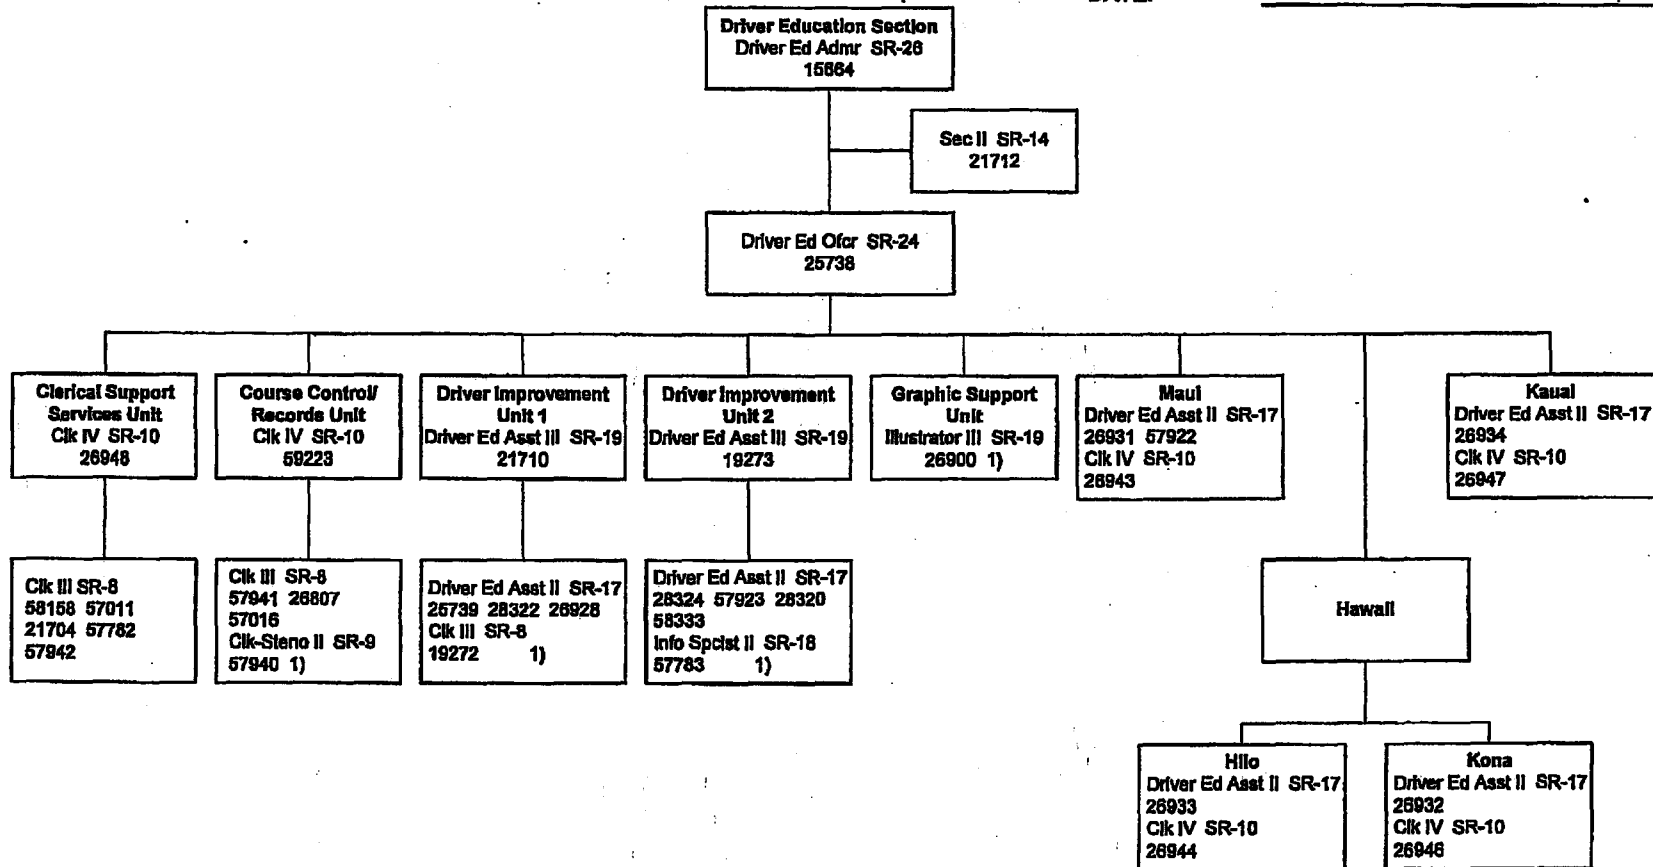 Driver Education Section
Driver Ed Admr SR-26
15664
Sec II SR-14
21712
Driver Ed Ofcr SR-24
25738
Clerical Support
Services Unit
Clk IV SR-10
26948
Course Control/
Records Unit
Clk IV SR-10
59223
Driver Improvement
Unit 1
Driver Ed Asst III SR-19
21710
Driver Improvement
Unit 2
Driver Ed Asst III SR-19
19273
Graphic Support
Unit
Illustrator III SR-19
26900 1)
Maui
Driver Ed Asst II SR-17
26931 57922
Clk IV SR-10
26943
Kauai
Driver Ed Asst II SR-17
26934
Clk IV SR-10
26947
Clk III SR-8
58158 57011
21704 57782
57942
Clk III SR-8
57941 26807
57016
Clk-Steno II SR-9
57940 1)
Driver Ed Asst II SR-17
25739 28322 26928
Clk III SR-8
19272 1)
Driver Ed Asst II SR-17
28324 57923 28320
58333
Info Spclst II SR-18
57783 1)
Hawaii
Hilo
Driver Ed Asst II SR-17
26933
Clk IV SR-10
26944
Kona
Driver Ed Asst II SR-17
26932
Clk IV SR-10
26946